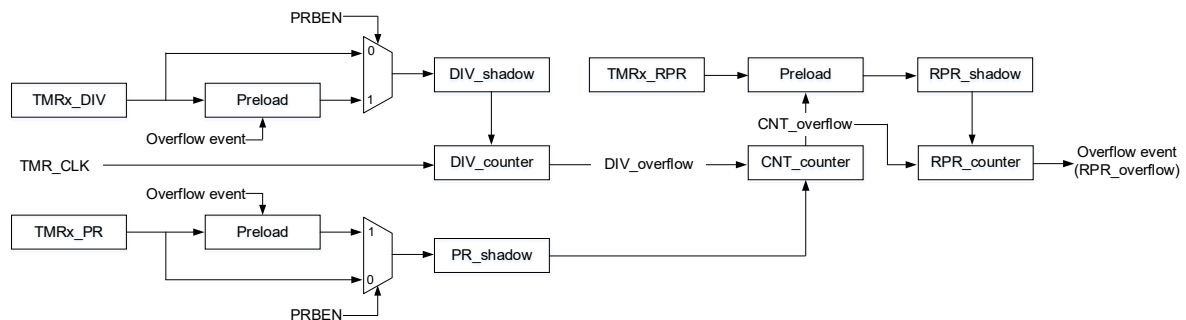 PRBEN
0
DIV_shadow
TMRx_RPR
Preload
RPR_shadow
TMRx_DIV
Preload
1
Overflow event
CNT_overflow
TMR_CLK
DIV_counter
DIV_overflow
CNT_counter
RPR_counter
Overflow event
(RPR_overflow)
Overflow event
TMRx_PR
Preload
1
PR_shadow
0
PRBEN